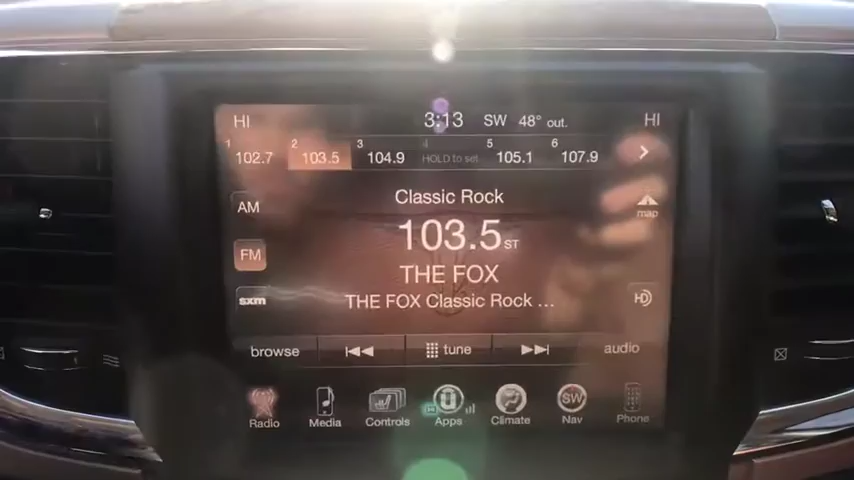 HI 3:13 SW 48° out. HI
1 102.7 2 103.5 3 104.9 4 HOLD to set 5 105.1 6 107.9
Classic Rock
AM
map
103.5 ST
FM
THE FOX
sxm THE FOX Classic Rock ... HD
browse tune audio
Radio Media Controls Apps Climate Nav Phone